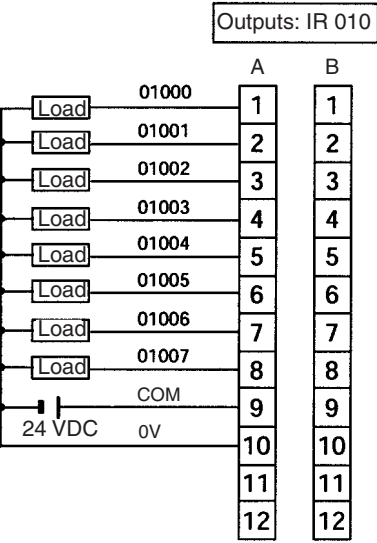 Outputs: IR 010
A B
Load 01000 1 1
Load 01001 2 2
Load 01002 3 3
Load 01003 4 4
Load 01004 5 5
Load 01005 6 6
Load 01006 7 7
Load 01007 8 8
COM 9 9
24 VDC 0V 10 10
11 11
12 12